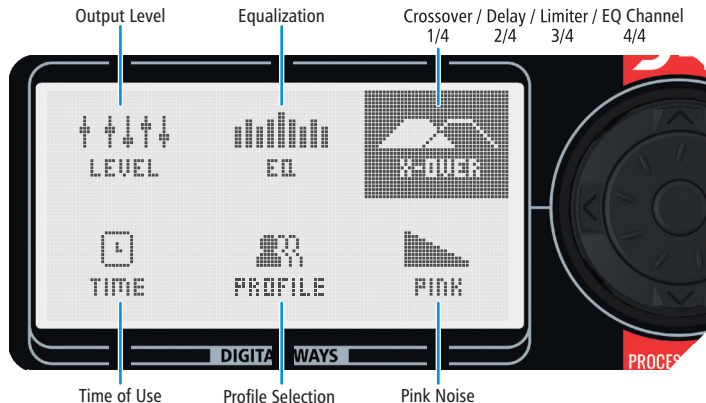 Output Level Equalization Crossover / Delay / Limiter / EQ Channel
1/4 2/4 3/4 4/4
LEVEL EQ X-OVER
TIME PROFILE PINK
DIGITAL WAYS
PROCES
Time of Use Profile Selection Pink Noise